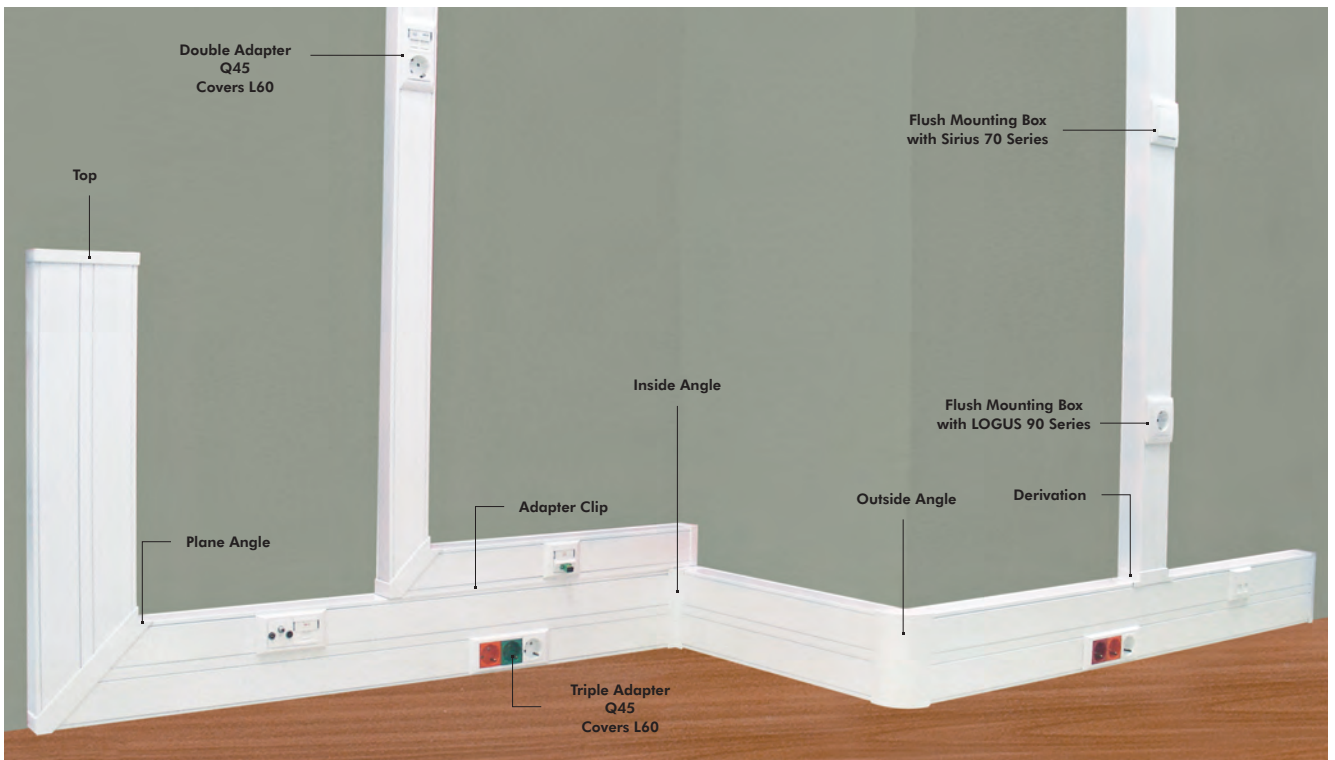 Double Adapter
Q45
Covers L60
Flush Mounting Box
with Sirius 70 Series
Top
Inside Angle
Flush Mounting Box
with LOGUS 90 Series
Adapter Clip
Outside Angle
Derivation
Plane Angle
Triple Adapter
Q45
Covers L60